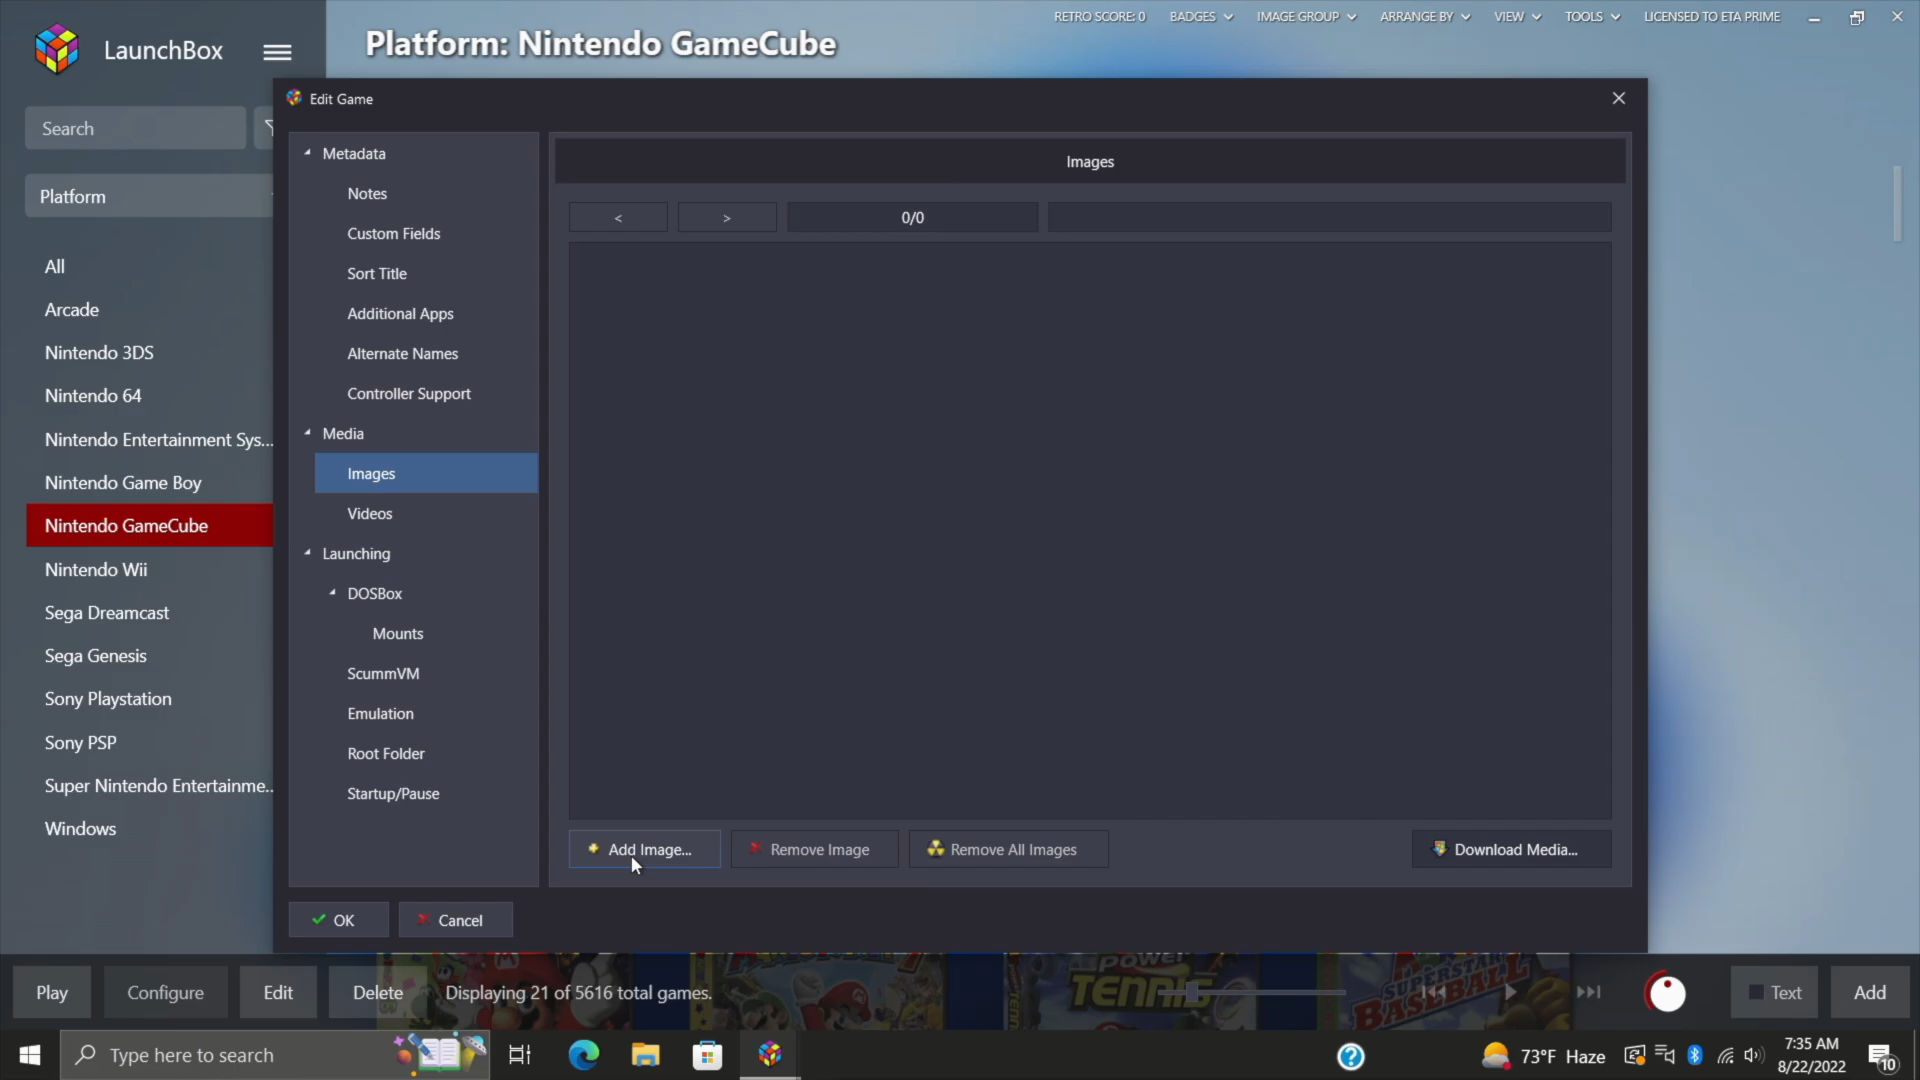 LaunchBox
Platform: Nintendo GameCube
RETRO SCORE: 0
BADGES
IMAGE GROUP
ARRANGE BY
VIEW
TOOLS
LICENSED TO ETA PRIME
Search
Platform
All
Arcade
Nintendo 3DS
Nintendo 64
Nintendo Entertainment Sys...
Nintendo Game Boy
Nintendo GameCube
Nintendo Wii
Sega Dreamcast
Sega Genesis
Sony Playstation
Sony PSP
Super Nintendo Entertainme...
Windows
Edit Game
Metadata
Notes
Custom Fields
Sort Title
Additional Apps
Alternate Names
Controller Support
Media
Images
Videos
Launching
DOSBox
Mounts
ScummVM
Emulation
Root Folder
Startup/Pause
Images
<
>
0/0
Add Image...
Remove Image
Remove All Images
Download Media...
OK
Cancel
Play
Configure
Edit
Delete
Displaying 21 of 5616 total games.
POWER
TENNIS
SUPERSTAR
BASEBALL
Text
Add
Type here to search
73°F Haze
7:35 AM
8/22/2022
10